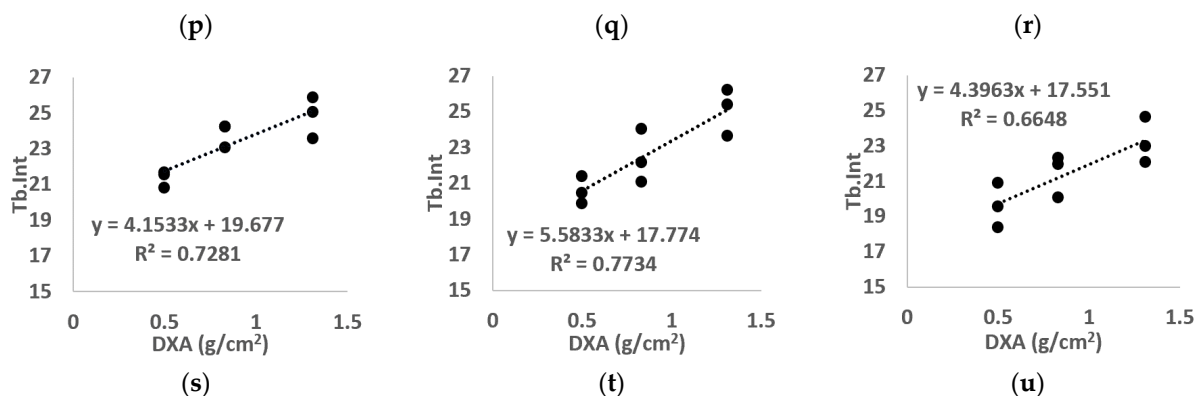 (p)
(q)
(r)
27
25
23
21
19
17
15
Tb.Int
y = 4.1533x + 19.677
R² = 0.7281
0
0.5
1
1.5
DXA (g/cm²)
(s)
27
25
23
21
19
17
15
Tb.Int
y = 5.5833x + 17.774
R² = 0.7734
0
0.5
1
1.5
DXA (g/cm²)
(t)
27
25
23
21
19
17
15
Tb.Int
y = 4.3963x + 17.551
R² = 0.6648
0
0.5
1
1.5
DXA (g/cm²)
(u)